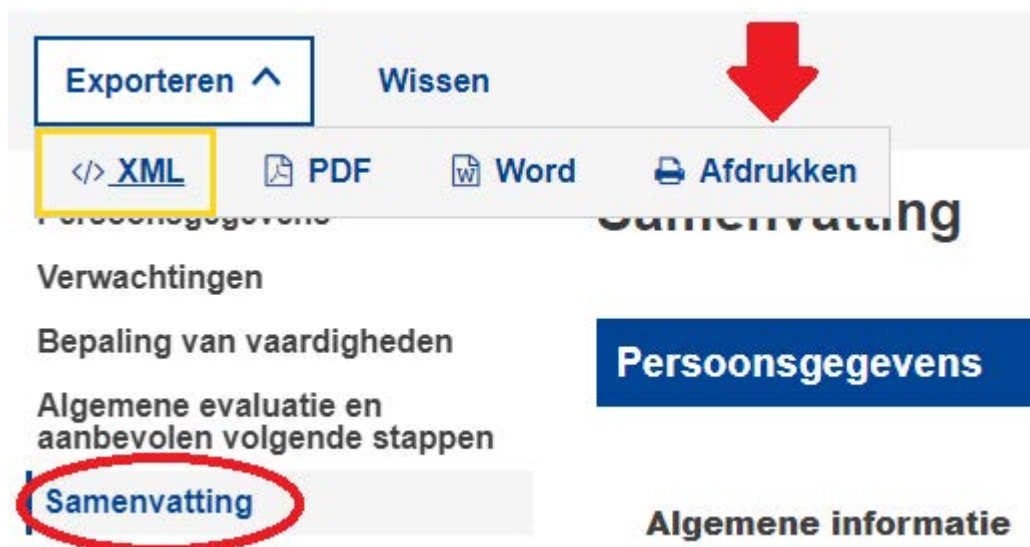 Exporteren Wissen
</> XML PDF Word Afdrukken
Persoonsgegevens
Samenvatting
Verwachtingen
Bepaling van vaardigheden
Persoonsgegevens
Algemene evaluatie en
aanbevolen volgende stappen
Samenvatting
Algemene informatie